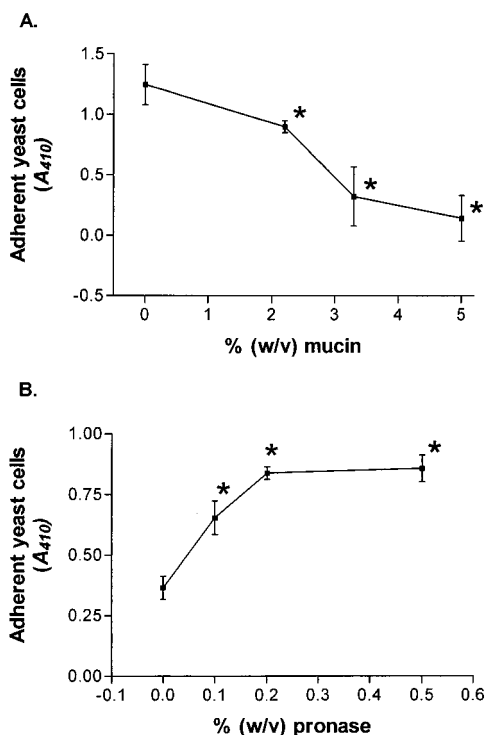 A.
Adherent yeast cells
(A410)
1.5
1.0
0.5
0.0
-0.5
*
*
*
0 1 2 3 4 5
% (w/v) mucin
B.
Adherent yeast cells
(A410)
1.00
0.75
0.50
0.25
0.00
*
*
*
-0.1 0.0 0.1 0.2 0.3 0.4 0.5 0.6
% (w/v) pronase